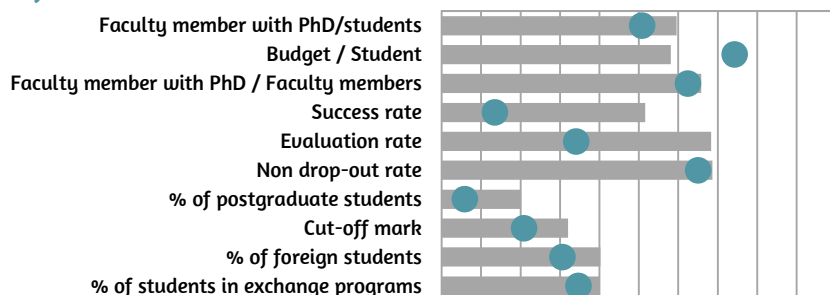 Faculty member with PhD/students
Budget / Student
Faculty member with PhD / Faculty members
Success rate
Evaluation rate
Non drop-out rate
% of postgraduate students
Cut-off mark
% of foreign students
% of students in exchange programs